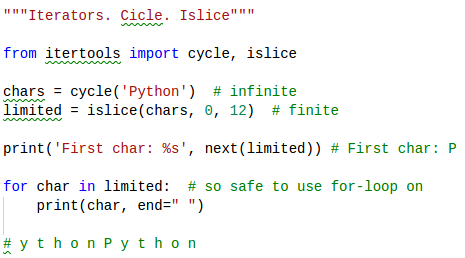 """Iterators. Cicle. Islice"""
from itertools import cycle, islice
chars = cycle('Python')  # infinite
limited = islice(chars, 0, 12)  # finite
print('First char: %s', next(limited)) # First char: P
for char in limited:  # so safe to use for-loop on
    print(char, end=" ")
# y t h o n P y t h o n